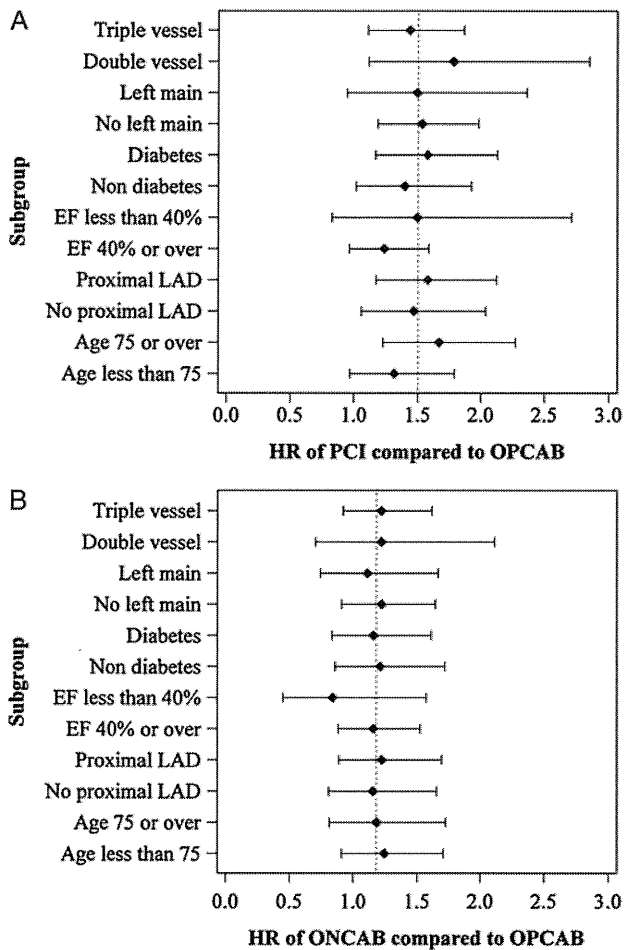 A
Subgroup
Triple vessel
Double vessel
Left main
No left main
Diabetes
Non diabetes
EF less than 40%
EF 40% or over
Proximal LAD
No proximal LAD
Age 75 or over
Age less than 75
0.0 0.5 1.0 1.5 2.0 2.5 3.0
HR of PCI compared to OPCAB
B
Subgroup
Triple vessel
Double vessel
Left main
No left main
Diabetes
Non diabetes
EF less than 40%
EF 40% or over
Proximal LAD
No proximal LAD
Age 75 or over
Age less than 75
0.0 0.5 1.0 1.5 2.0 2.5 3.0
HR of ONCAB compared to OPCAB